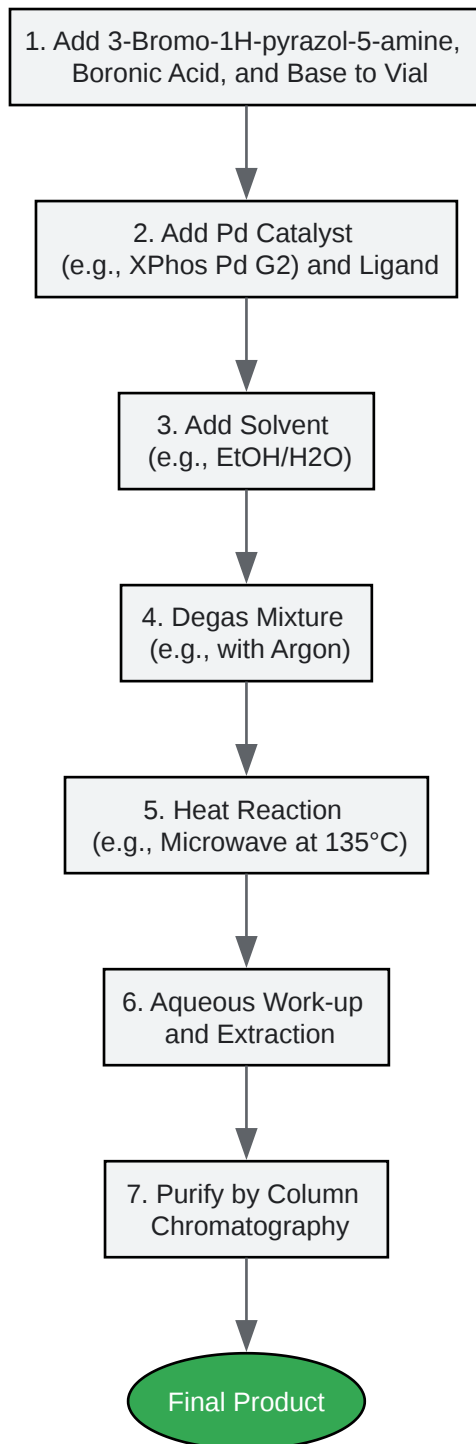 1. Add 3-Bromo-1H-pyrazol-5-amine,
Boronic Acid, and Base to Vial
2. Add Pd Catalyst
(e.g., XPhos Pd G2) and Ligand
3. Add Solvent
(e.g., EtOH/H2O)
4. Degas Mixture
(e.g., with Argon)
5. Heat Reaction
(e.g., Microwave at 135°C)
6. Aqueous Work-up
and Extraction
7. Purify by Column
Chromatography
Final Product